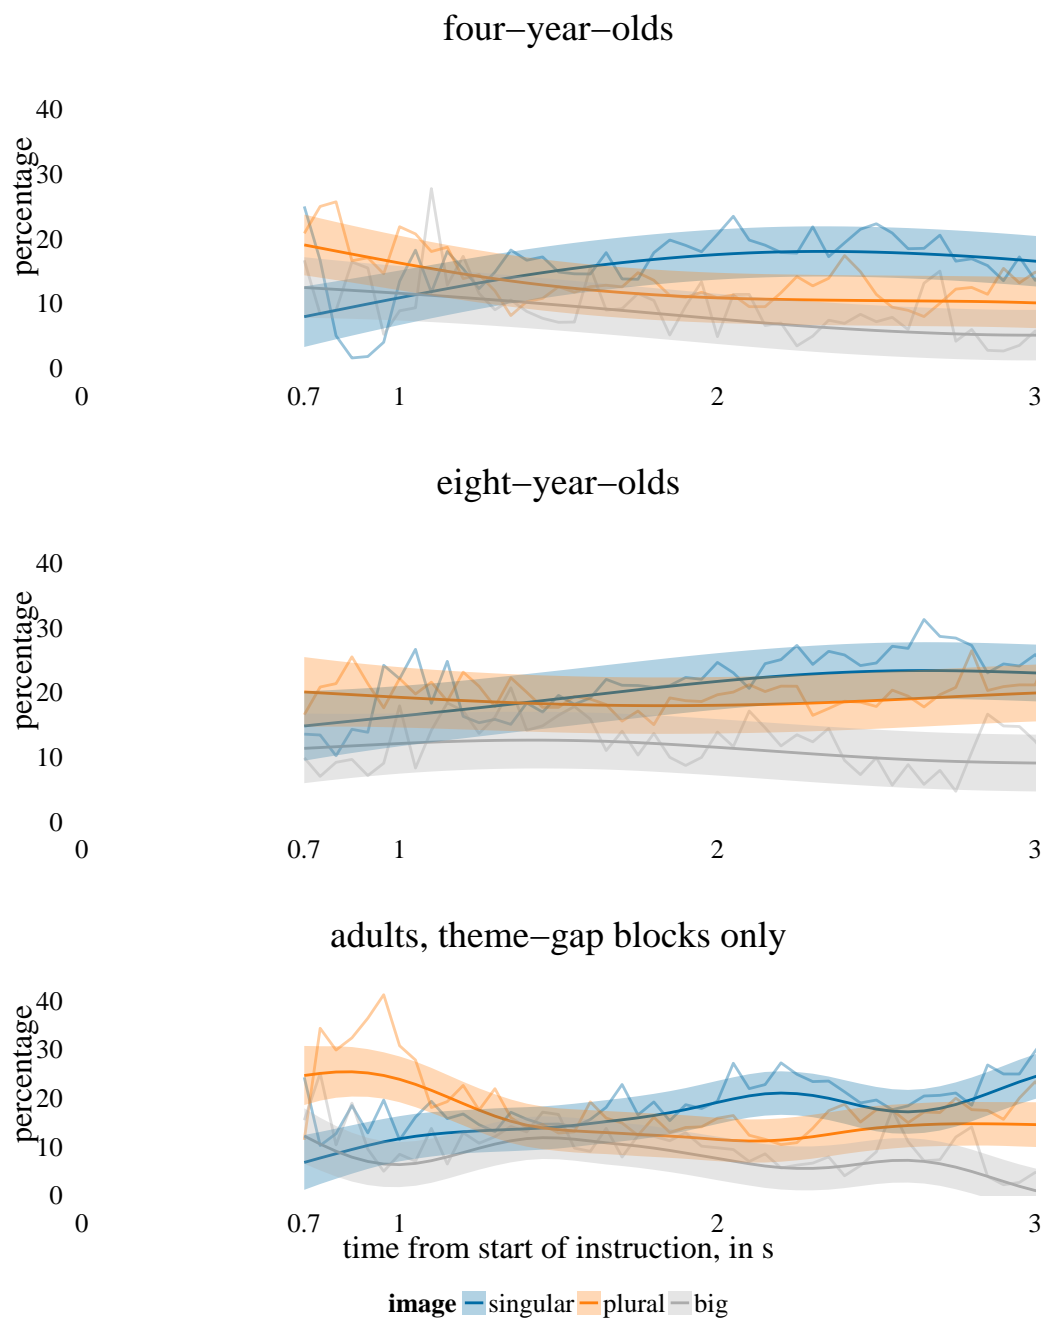 four−year−olds
percentage
40
30
20
10
0
0 0.7 1 2 3
eight−year−olds
percentage
40
30
20
10
0
0 0.7 1 2 3
adults, theme−gap blocks only
percentage
40
30
20
10
0
0 0.7 1 2 3
time from start of instruction, in s
image singular plural big